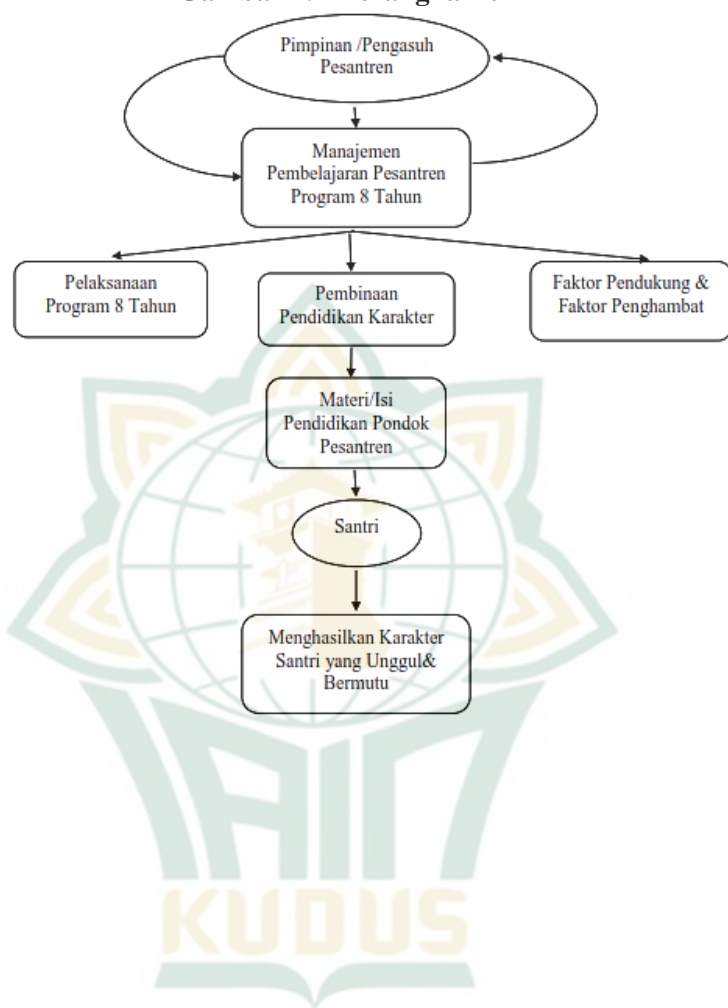 Pimpinan /Pengasuh
Pesantren
Manajemen
Pembelajaran Pesantren
Program 8 Tahun
Pelaksanaan
Program 8 Tahun
Pembinaan
Pendidikan Karakter
Faktor Pendukung &
Faktor Penghambat
Materi/Isi
Pendidikan Pondok
Pesantren
Santri
Menghasilkan Karakter
Santri yang Unggul&
Bermutu
IAIN
KUDUS